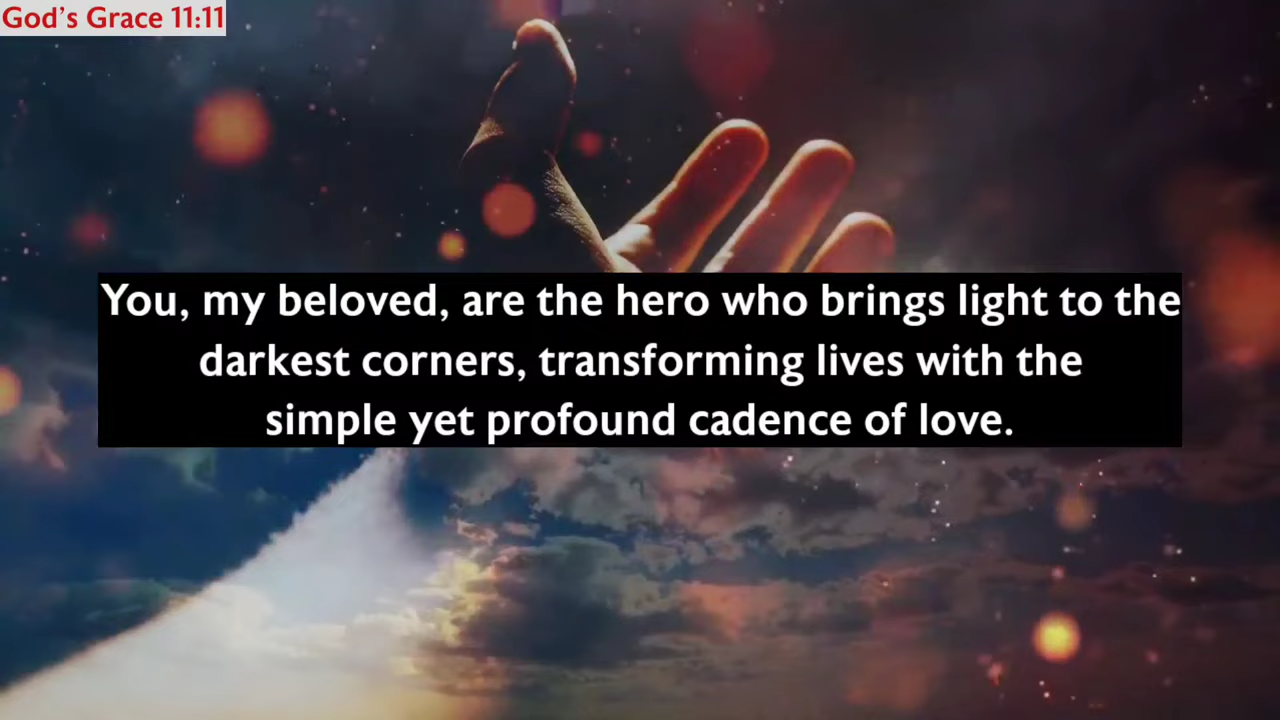 God's Grace 11:11
You, my beloved, are the hero who brings light to the
darkest corners, transforming lives with the
simple yet profound cadence of love.